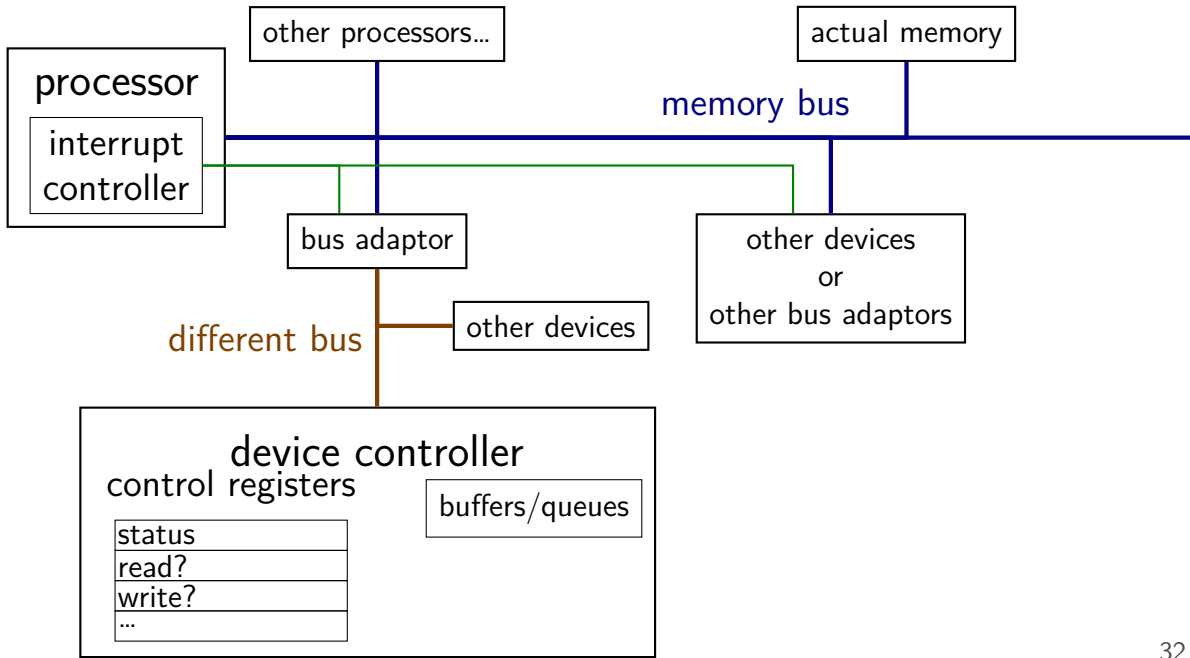 other processors…
actual memory
processor
memory bus
interrupt
controller
bus adaptor
other devices
or
other bus adaptors
different bus
other devices
device controller
control registers
buffers/queues
status
read?
write?
…
32